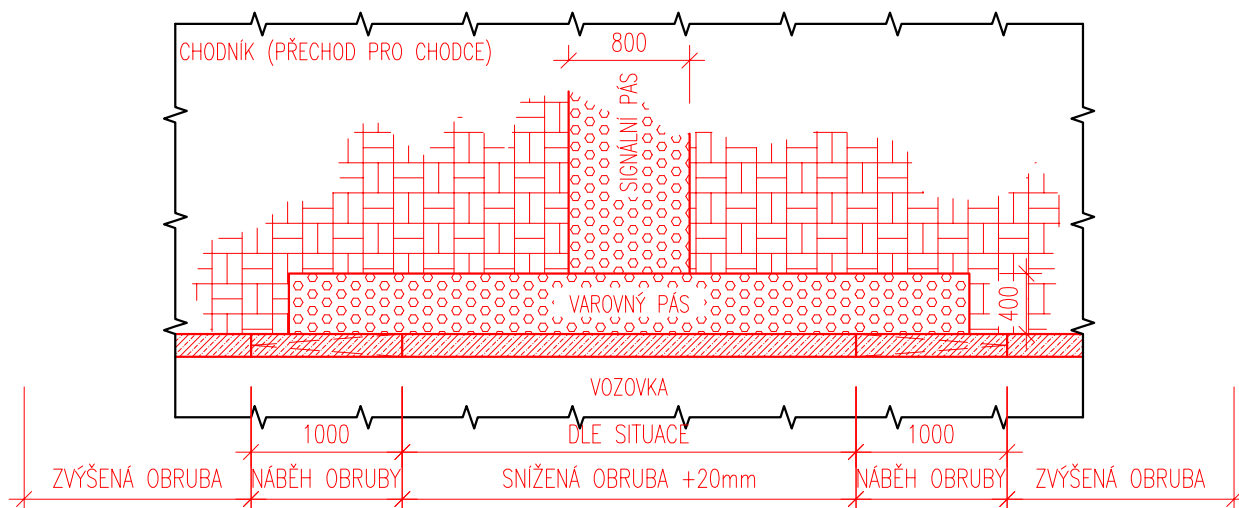 CHODNÍK (PŘECHOD PRO CHODCE)
800
SIGNÁLNÍ PÁS
VAROVNÝ PÁS
400
VOZOVKA
1000
DLE SITUACE
1000
ZVÝŠENÁ OBRUBA
NÁBĚH OBRUBY
SNÍŽENÁ OBRUBA +20mm
NÁBĚH OBRUBY
ZVÝŠENÁ OBRUBA